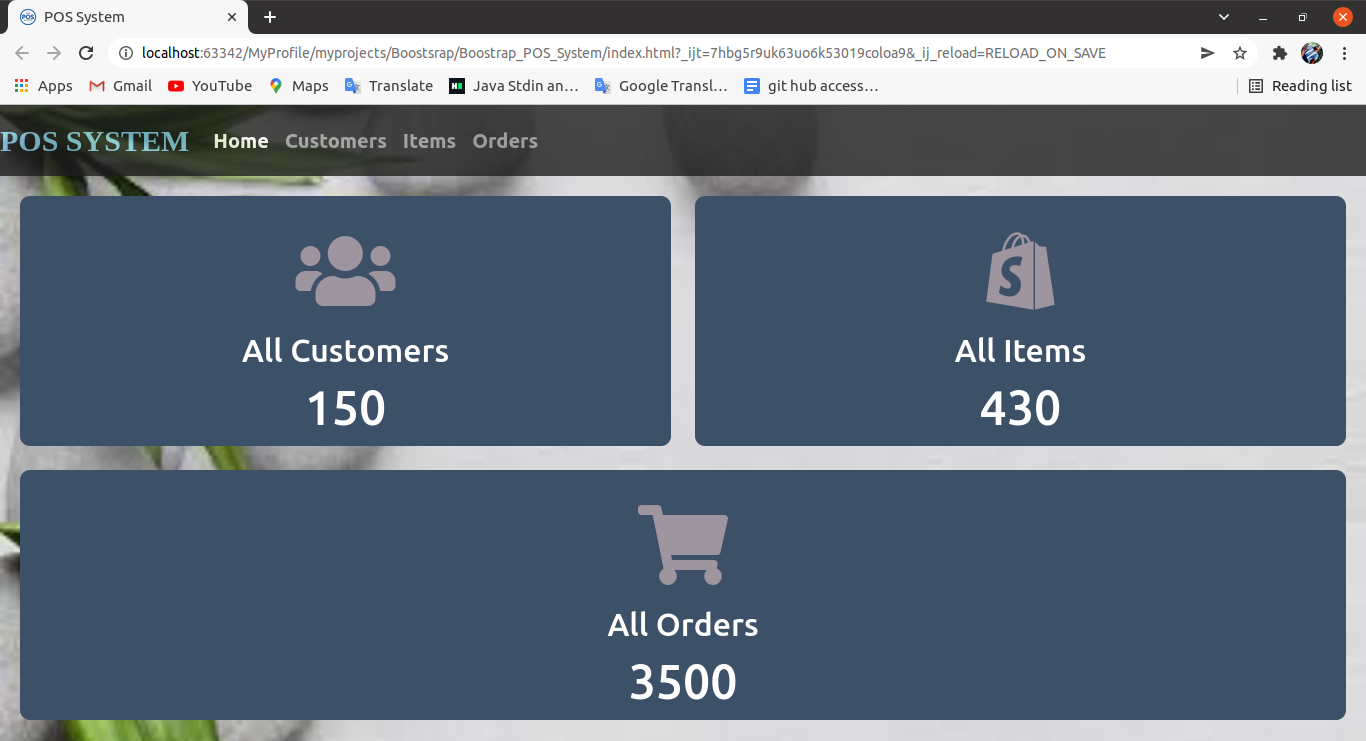 POS System
localhost:63342/MyProfile/myprojects/Boostsrap/Boostrap_POS_System/index.html?_ijt=7hbg5r9uk63uo6k53019coloa9&_ij_reload=RELOAD_ON_SAVE
Apps Gmail YouTube Maps Translate Java Stdin an… Google Transl… git hub access… Reading list
POS SYSTEM Home Customers Items Orders
All Customers
150
All Items
430
All Orders
3500